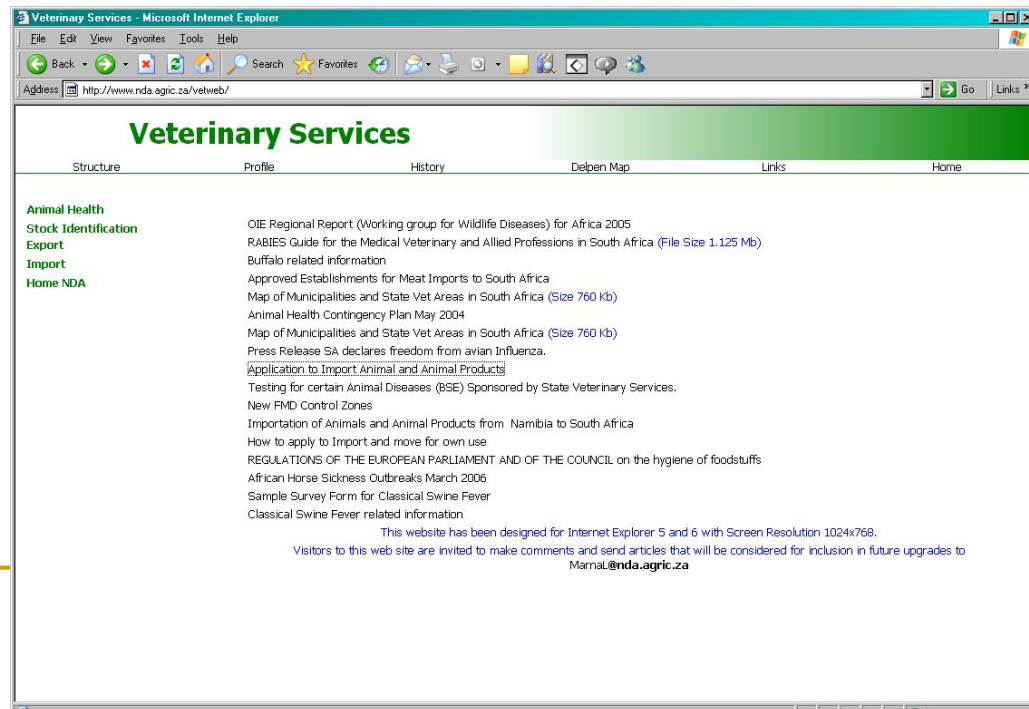 Veterinary Services - Microsoft Internet Explorer
File Edit View Favorites Tools Help
Back Search Favorites
Address http://www.nda.agric.za/vetweb/ Go Links
Veterinary Services
Structure Profile History Delpen Map Links Home
Animal Health
Stock Identification
Export
Import
Home NDA
OIE Regional Report (Working group for Wildlife Diseases) for Africa 2005
RABIES Guide for the Medical Veterinary and Allied Professions in South Africa (File Size 1.125 Mb)
Buffalo related information
Approved Establishments for Meat Imports to South Africa
Map of Municipalities and State Vet Areas in South Africa (Size 760 Kb)
Animal Health Contingency Plan May 2004
Map of Municipalities and State Vet Areas in South Africa (Size 760 Kb)
Press Release SA declares freedom from avian Influenza.
Application to Import Animal and Animal Products
Testing for certain Animal Diseases (BSE) Sponsored by State Veterinary Services.
New FMD Control Zones
Importation of Animals and Animal Products from Namibia to South Africa
How to apply to Import and move for own use
REGULATIONS OF THE EUROPEAN PARLIAMENT AND OF THE COUNCIL on the hygiene of foodstuffs
African Horse Sickness Outbreaks March 2006
Sample Survey Form for Classical Swine Fever
Classical Swine Fever related information
This website has been designed for Internet Explorer 5 and 6 with Screen Resolution 1024x768.
Visitors to this web site are invited to make comments and send articles that will be considered for inclusion in future upgrades to
MarnaL@nda.agric.za